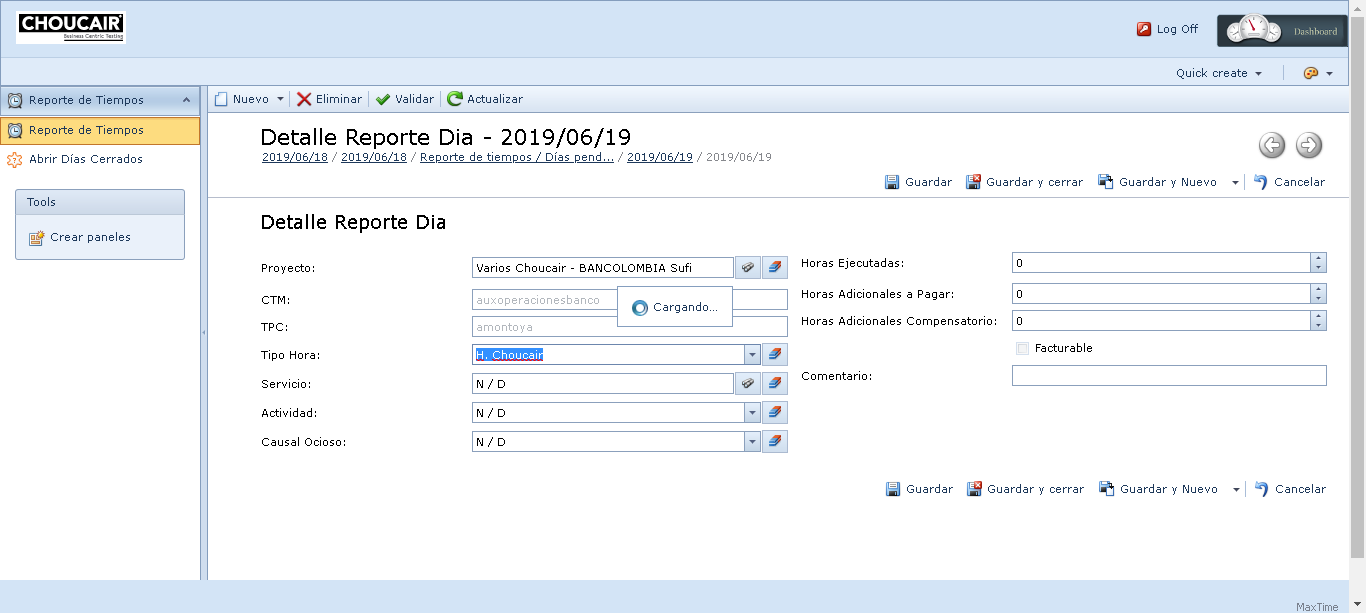 CHOUCAIR
Business Centric Testing
Log Off
Dashboard
Quick create
Reporte de Tiempos
Reporte de Tiempos
Abrir Días Cerrados
Tools
Crear paneles
Nuevo Eliminar Validar Actualizar
Detalle Reporte Dia - 2019/06/19
2019/06/18 / 2019/06/18 / Reporte de tiempos / Días pend... / 2019/06/19 / 2019/06/19
Guardar Guardar y cerrar Guardar y Nuevo Cancelar
Detalle Reporte Dia
Proyecto: Varios Choucair - BANCOLOMBIA Sufi
CTM: auxoperacionesbanco
TPC: amontoya
Tipo Hora: H. Choucair
Servicio: N / D
Actividad: N / D
Causal Ocioso: N / D
Cargando...
Horas Ejecutadas: 0
Horas Adicionales a Pagar: 0
Horas Adicionales Compensatorio: 0
Facturable
Comentario:
Guardar Guardar y cerrar Guardar y Nuevo Cancelar
MaxTime